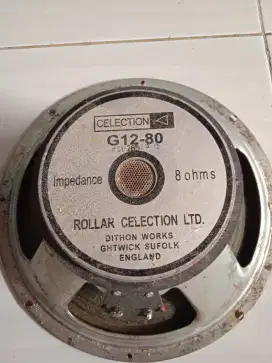 CELECTION
G12-80
Impedance 8 ohms
ROLLAR CELECTION LTD.
DITHON WORKS
GHTWICK SUFOLK
ENGLAND